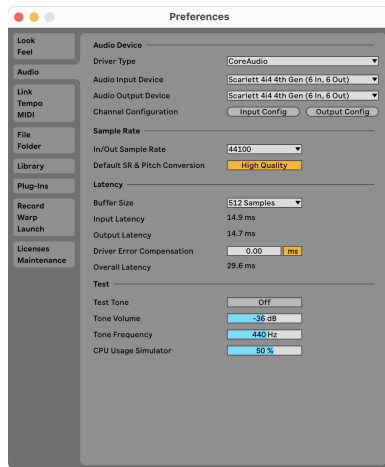 Preferences
Look
Feel
Audio
Link
Tempo
MIDI
File
Folder
Library
Plug-Ins
Record
Warp
Launch
Licenses
Maintenance
Audio Device
Driver Type CoreAudio
Audio Input Device Scarlett 4i4 4th Gen (6 In, 6 Out)
Audio Output Device Scarlett 4i4 4th Gen (6 In, 6 Out)
Channel Configuration Input Config Output Config
Sample Rate
In/Out Sample Rate 44100
Default SR & Pitch Conversion High Quality
Latency
Buffer Size 512 Samples
Input Latency 14.9 ms
Output Latency 14.7 ms
Driver Error Compensation 0.00 ms
Overall Latency 29.6 ms
Test
Test Tone Off
Tone Volume -36 dB
Tone Frequency 440 Hz
CPU Usage Simulator 50 %